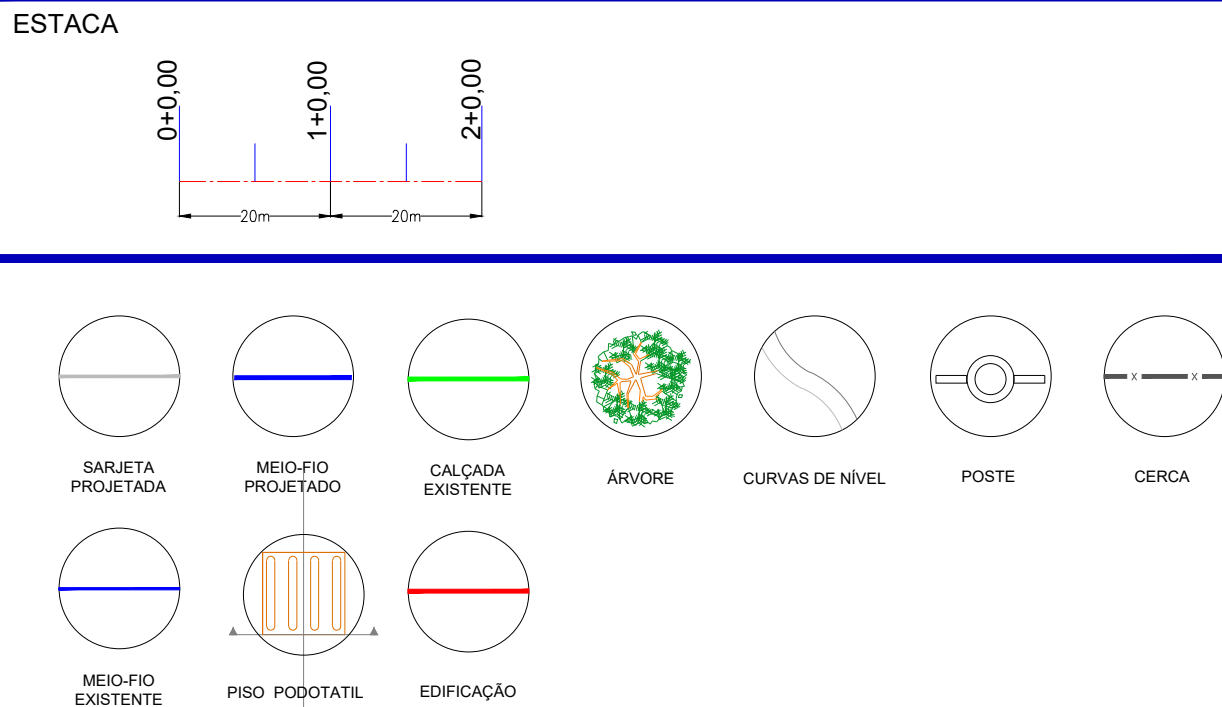 ESTACA
0+0,00
1+0,00
2+0,00
20m
20m
x
x
SARJETA
PROJETADA
MEIO-FIO
PROJETADO
CALÇADA
EXISTENTE
ÁRVORE
CURVAS DE NÍVEL
POSTE
CERCA
MEIO-FIO
EXISTENTE
PISO PODOTATIL
EDIFICAÇÃO